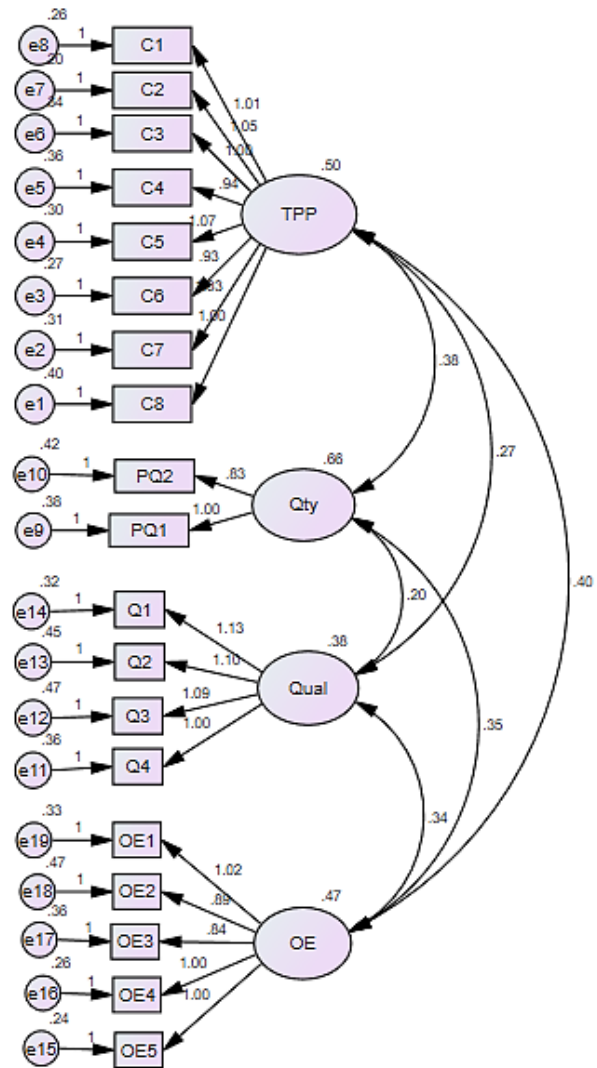 .26
e8 1 C1
.20
e7 1 C2
.34
e6 1 C3
.36
e5 1 C4
.30
e4 1 C5
.27
e3 1 C6
.31
e2 1 C7
.40
e1 1 C8
1.01
1.05
1.00
.94
1.07
.93
1.00
.50
TPP
.42
e10 1 PQ2
.38
e9 1 PQ1
.83
1.00
.66
Qty
.32
e14 1 Q1
.45
e13 1 Q2
.47
e12 1 Q3
.36
e11 1 Q4
1.13
1.10
1.09
1.00
.38
Qual
.33
e19 1 OE1
.47
e18 1 OE2
.36
e17 1 OE3
.26
e16 1 OE4
.24
e15 1 OE5
1.02
.89
.84
1.00
1.00
.47
OE
.38
.27
.40
.20
.35
.34